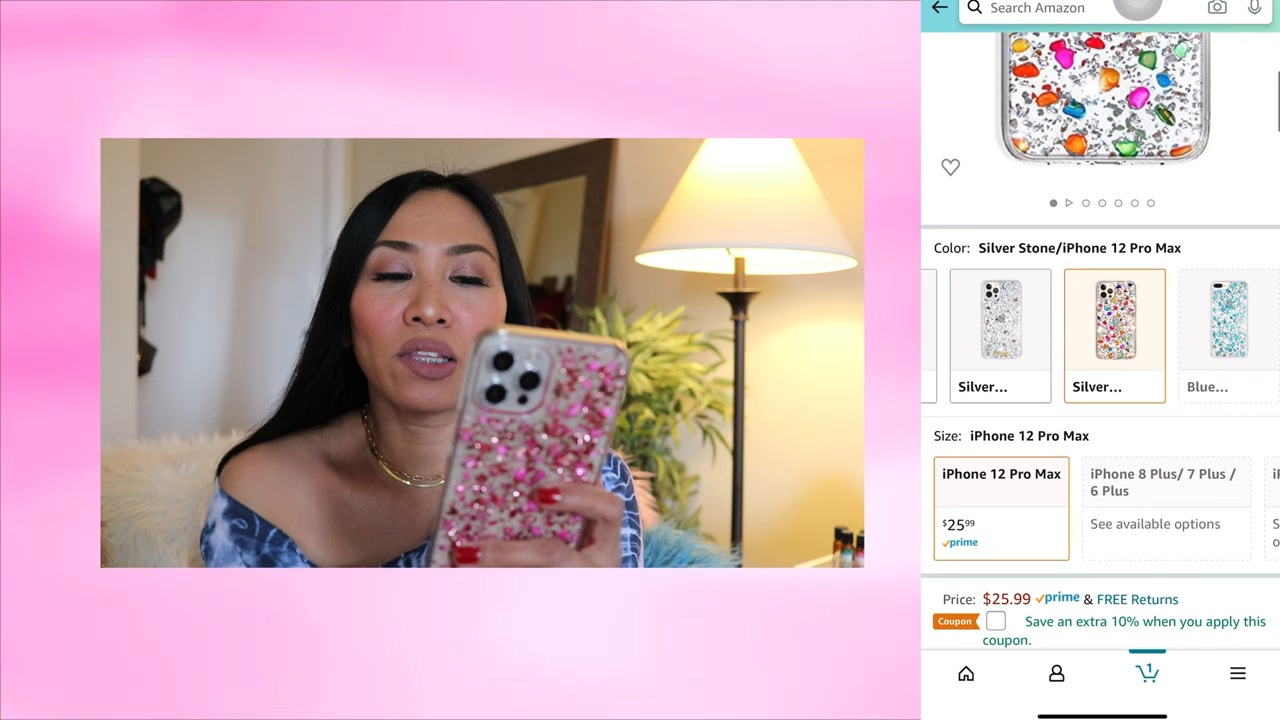 Search Amazon
Color: Silver Stone/iPhone 12 Pro Max
Silver...
Silver...
Blue...
Size: iPhone 12 Pro Max
iPhone 12 Pro Max
$25 99
prime
iPhone 8 Plus/ 7 Plus /
6 Plus
See available options
Price: $25.99 prime & FREE Returns
Coupon Save an extra 10% when you apply this
coupon.
1